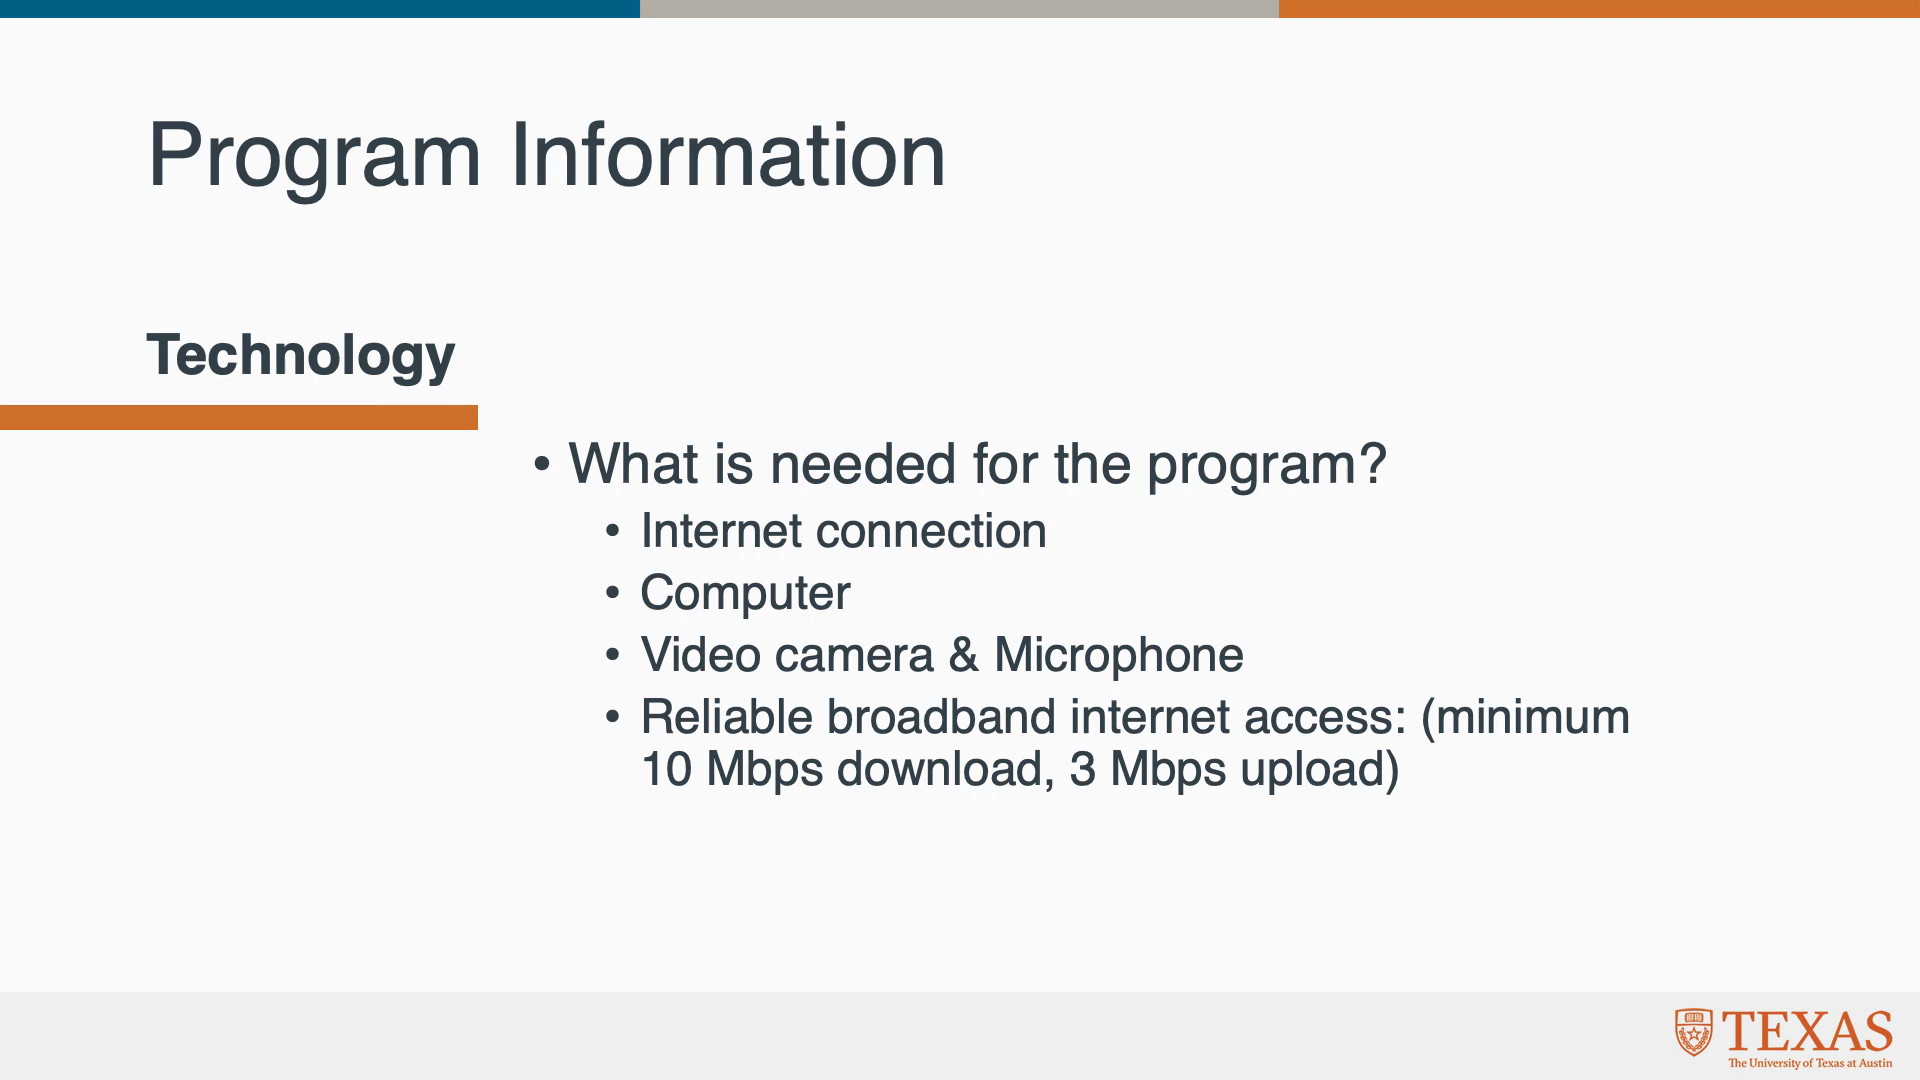 Program Information
Technology
• What is needed for the program?
• Internet connection
• Computer
• Video camera & Microphone
• Reliable broadband internet access: (minimum
10 Mbps download, 3 Mbps upload)
TEXAS
The University of Texas at Austin